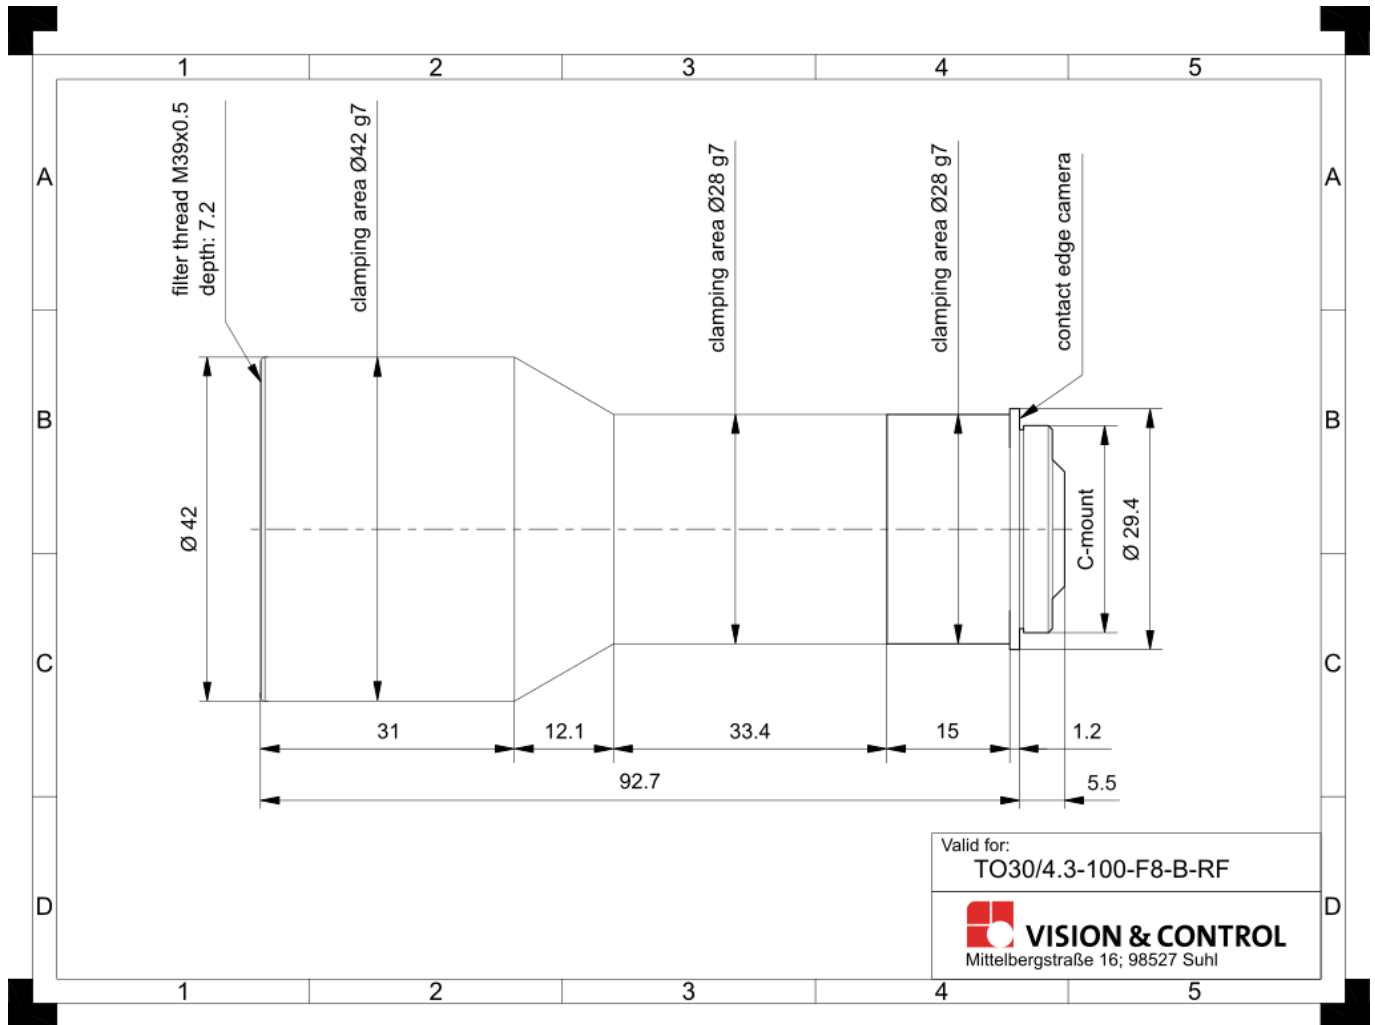 1 2 3 4 5
A A
B B
C C
D D
filter thread M39x0.5
depth: 7.2
clamping area Ø42 g7
clamping area Ø28 g7
clamping area Ø28 g7
contact edge camera
Ø 42
C-mount
Ø 29.4
31 12.1 33.4 15 1.2
92.7 5.5
Valid for:
TO30/4.3-100-F8-B-RF
VISION & CONTROL
Mittelbergstraße 16; 98527 Suhl
1 2 3 4 5